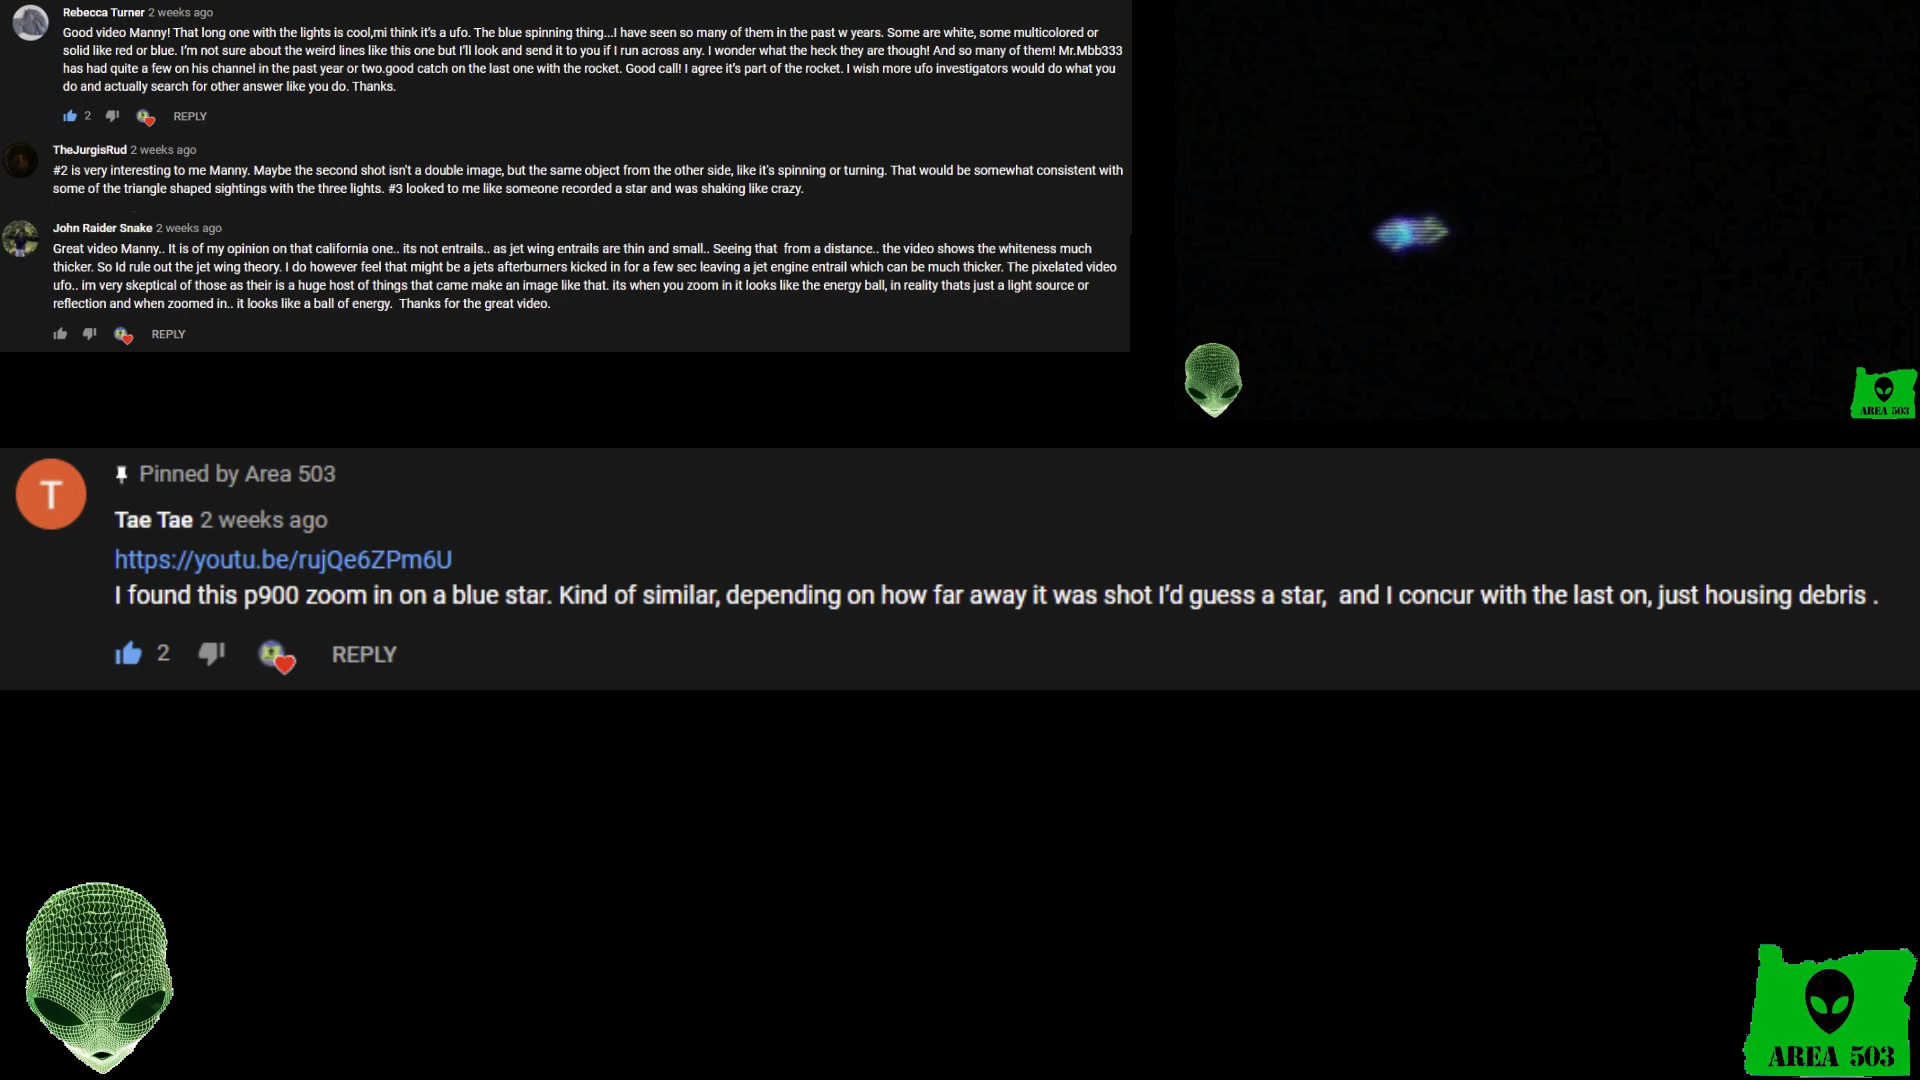 Rebecca Turner 2 weeks ago
Good video Manny! That long one with the lights is cool,mi think it's a ufo. The blue spinning thing...I have seen so many of them in the past w years. Some are white, some multicolored or
solid like red or blue. I'm not sure about the weird lines like this one but I'll look and send it to you if I run across any. I wonder what the heck they are though! And so many of them! Mr.Mbb333
has had quite a few on his channel in the past year or two.good catch on the last one with the rocket. Good call! I agree it's part of the rocket. I wish more ufo investigators would do what you
do and actually search for other answer like you do. Thanks.
2 REPLY
TheJurgisRud 2 weeks ago
#2 is very interesting to me Manny. Maybe the second shot isn't a double image, but the same object from the other side, like it's spinning or turning. That would be somewhat consistent with
some of the triangle shaped sightings with the three lights. #3 looked to me like someone recorded a star and was shaking like crazy.
John Raider Snake 2 weeks ago
Great video Manny.. It is of my opinion on that california one.. its not entrails.. as jet wing entrails are thin and small.. Seeing that from a distance.. the video shows the whiteness much
thicker. So Id rule out the jet wing theory. I do however feel that might be a jets afterburners kicked in for a few sec leaving a jet engine entrail which can be much thicker. The pixelated video
ufo.. im very skeptical of those as their is a huge host of things that came make an image like that. its when you zoom in it looks like the energy ball, in reality thats just a light source or
reflection and when zoomed in.. it looks like a ball of energy. Thanks for the great video.
REPLY
AREA 503
Pinned by Area 503
T
Tae Tae 2 weeks ago
https://youtu.be/rujQe6ZPm6U
I found this p900 zoom in on a blue star. Kind of similar, depending on how far away it was shot I'd guess a star, and I concur with the last on, just housing debris .
2 REPLY
AREA 503